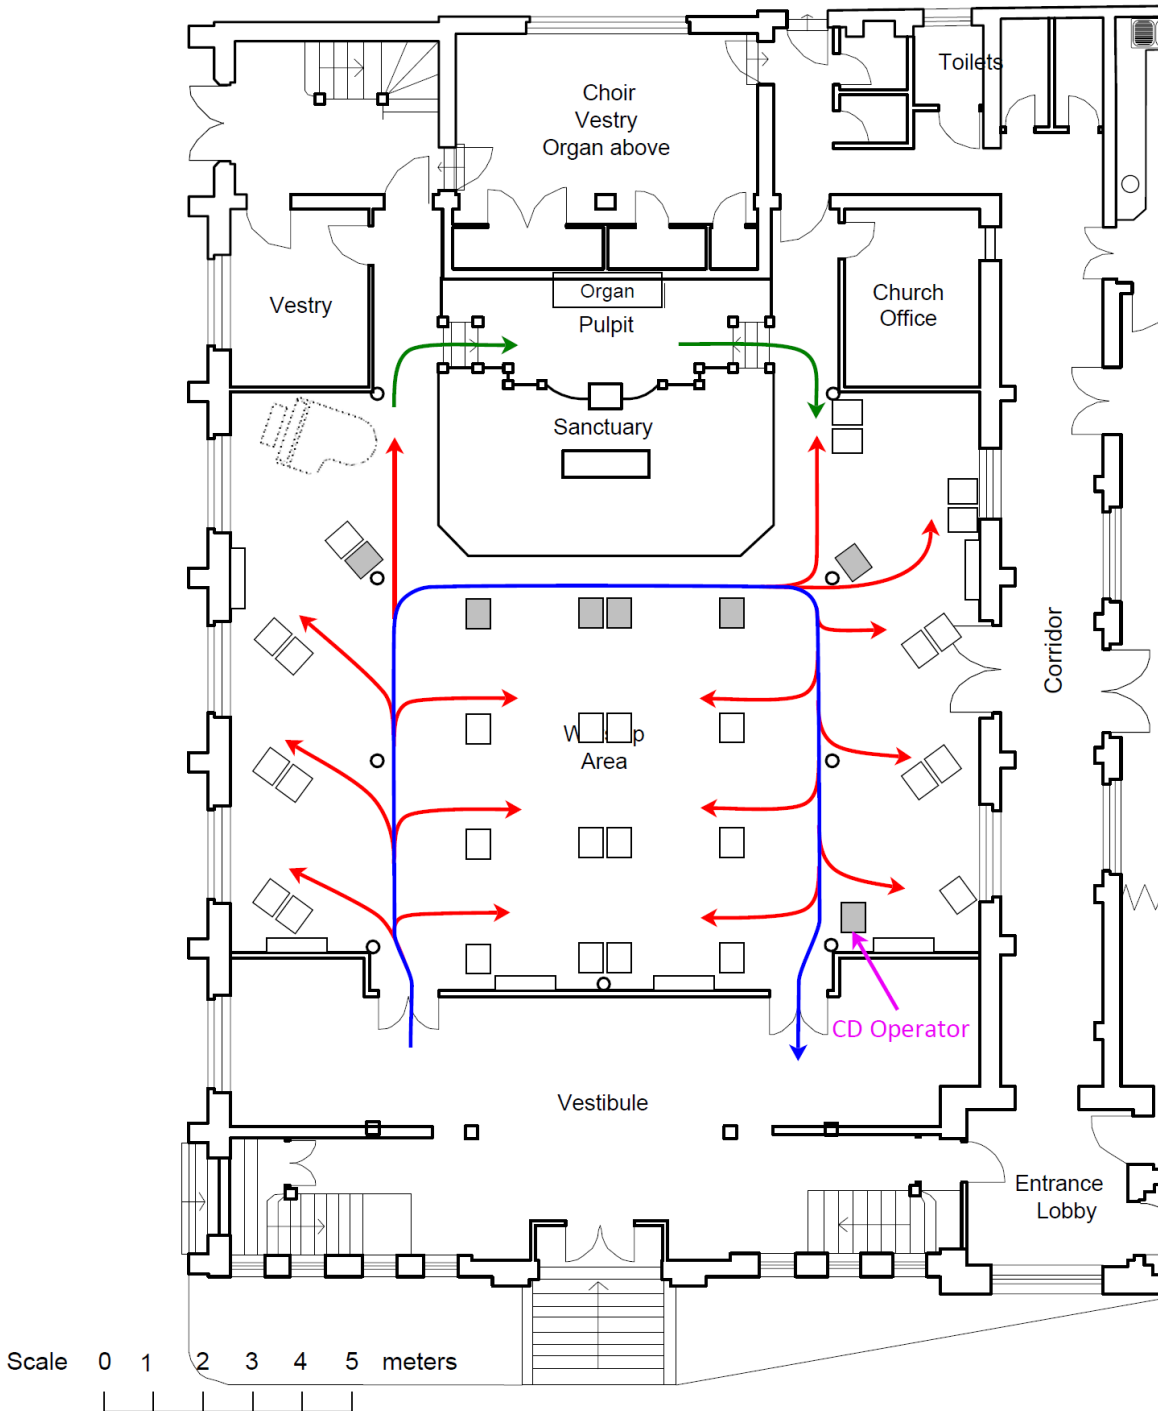 Toilets
Choir
Vestry
Organ above
Organ
Pulpit
Vestry
Church
Office
Sanctuary
Corridor
Area
CD Operator
Vestibule
Entrance
Lobby
Scale 0 1 2 3 4 5 meters